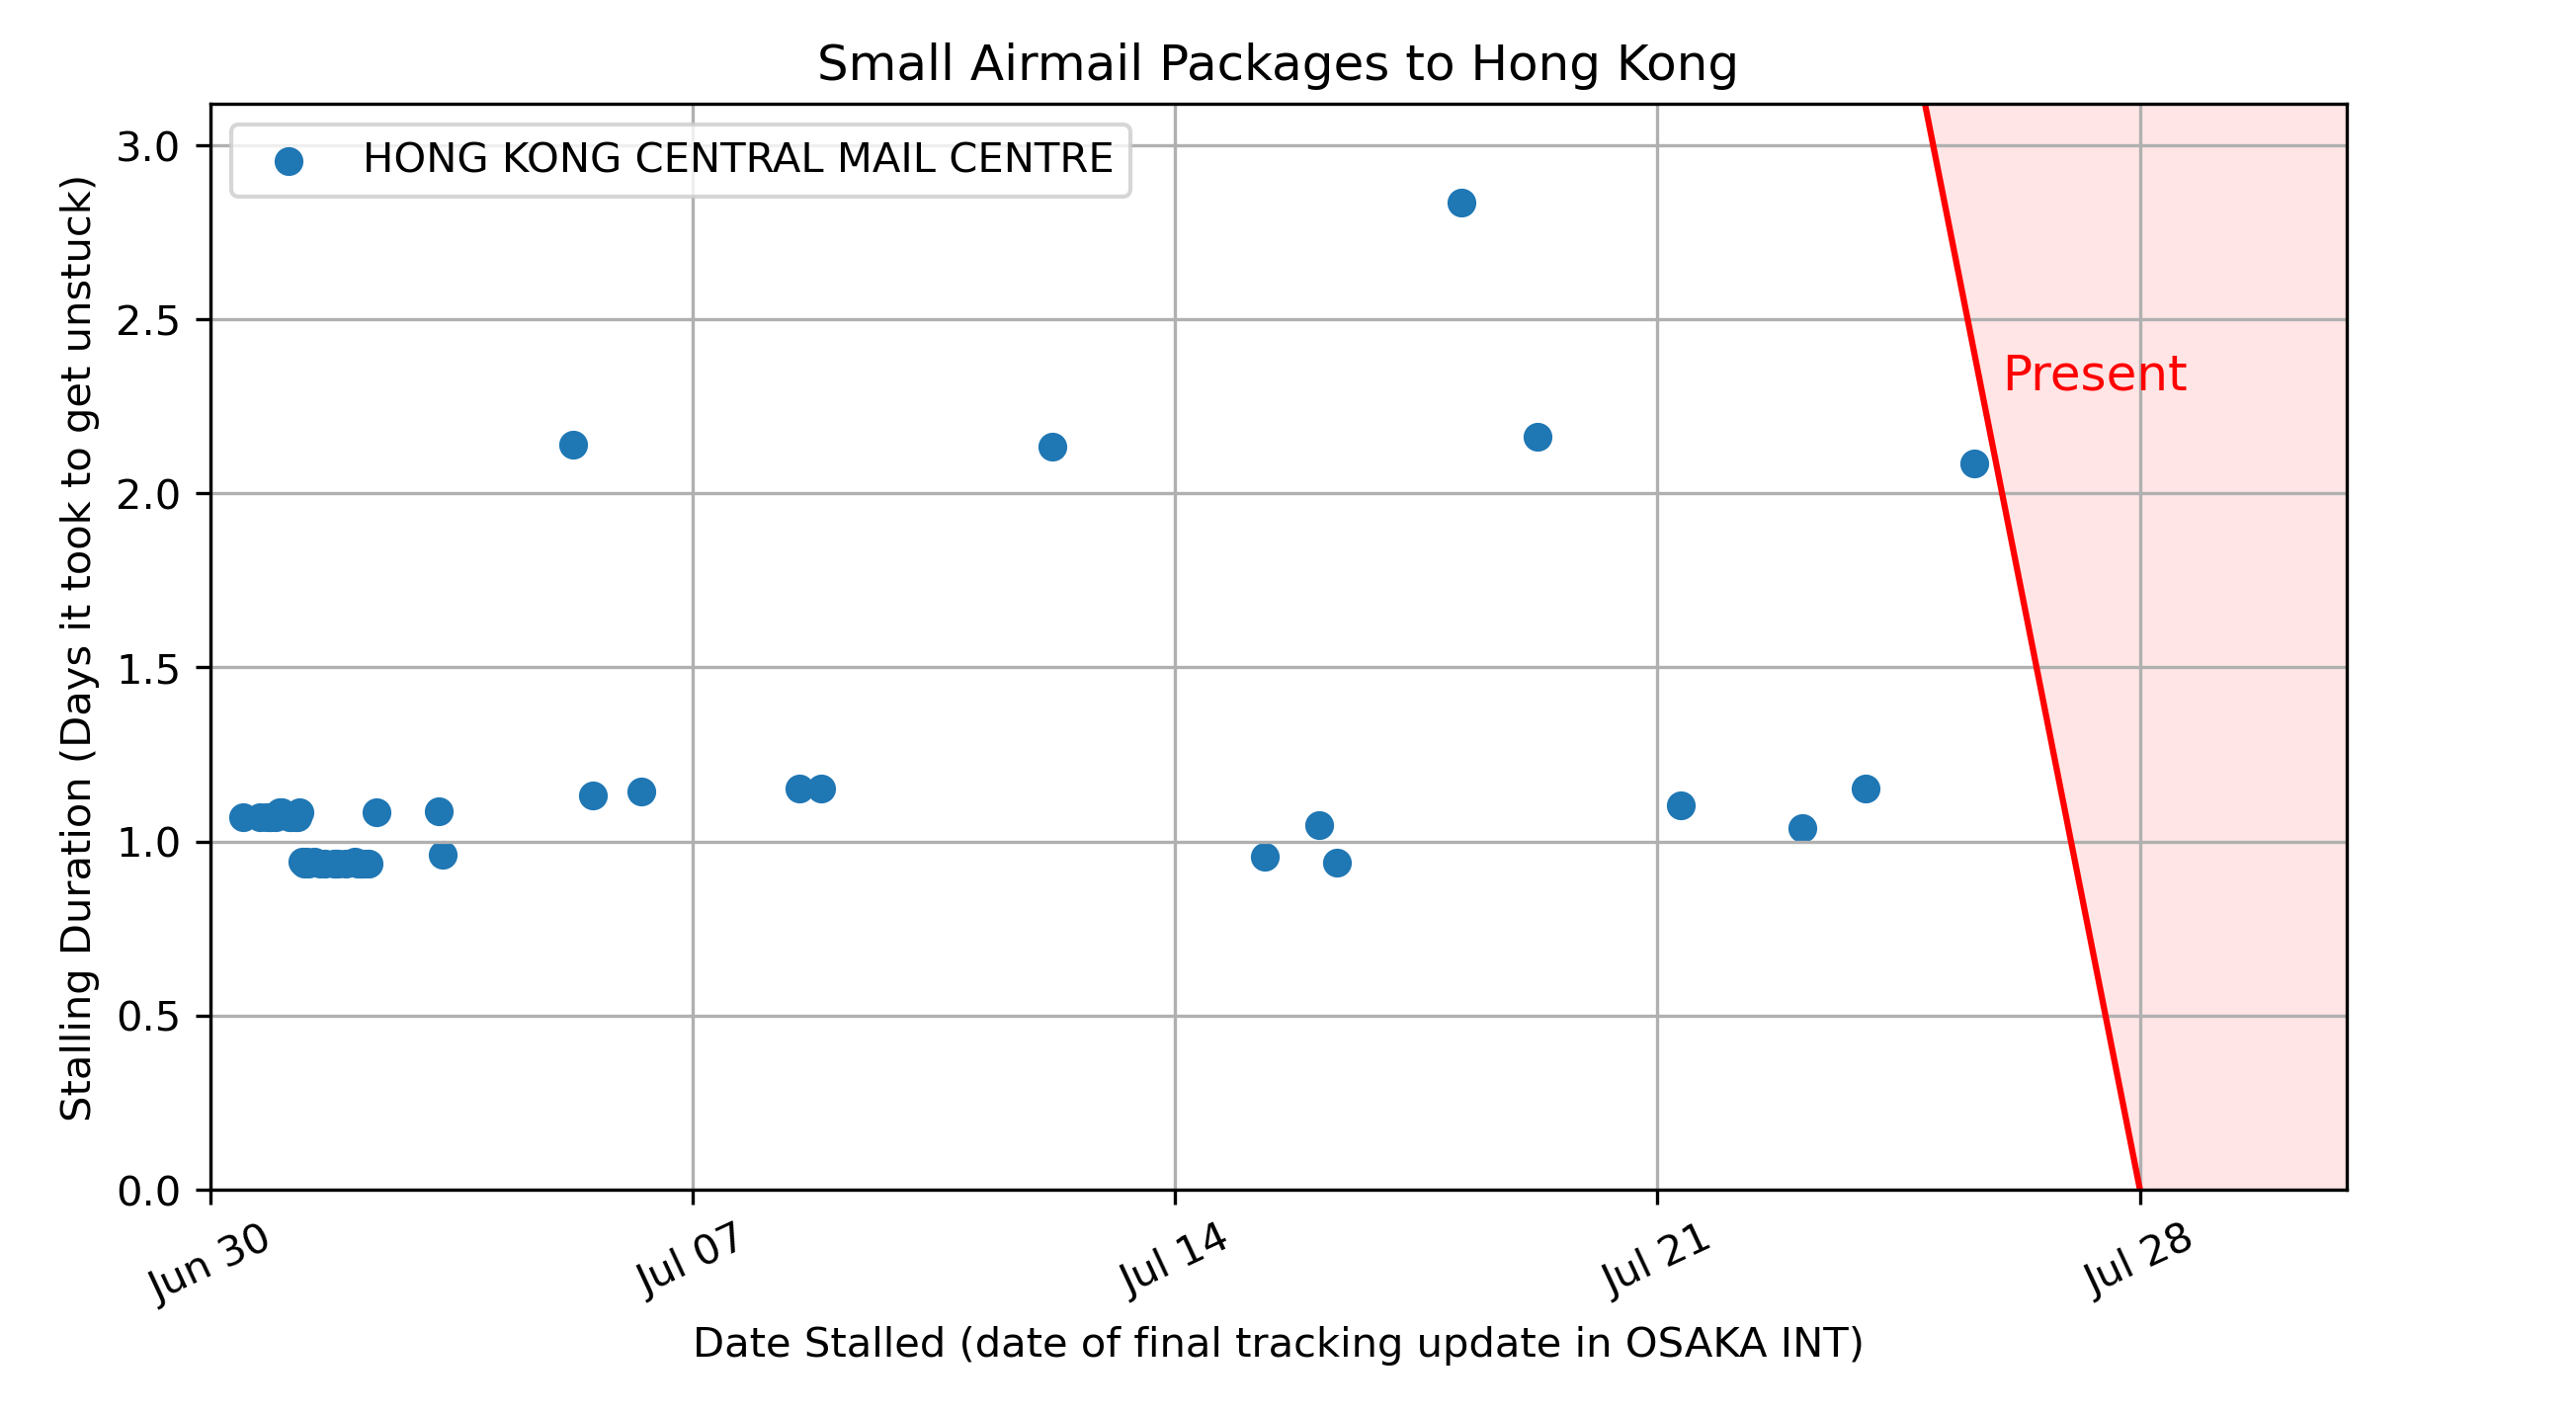 Small Airmail Packages to Hong Kong
HONG KONG CENTRAL MAIL CENTRE
3.0
2.5
2.0
1.5
1.0
0.5
0.0
Stalling Duration (Days it took to get unstuck)
Present
Jun 30
Jul 07
Jul 14
Jul 21
Jul 28
Date Stalled (date of final tracking update in OSAKA INT)